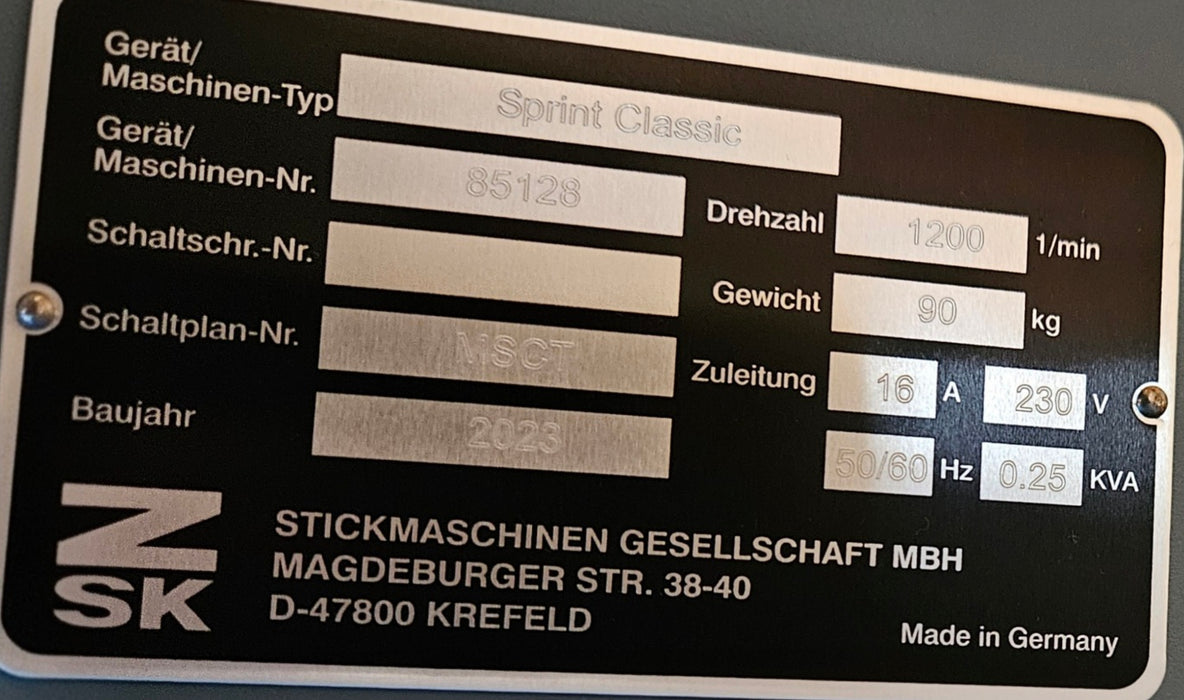 Gerät/
Maschinen-Typ Sprint Classic
Gerät/
Maschinen-Nr. 85128
Drehzahl 1200 1/min
Schaltschr.-Nr.
Gewicht 90 kg
Schaltplan-Nr. MSCT
Zuleitung 16 A 230 V
Baujahr 2023
50/60 Hz 0.25 KVA
ZSK
STICKMASCHINEN GESELLSCHAFT MBH
MAGDEBURGER STR. 38-40
D-47800 KREFELD
Made in Germany